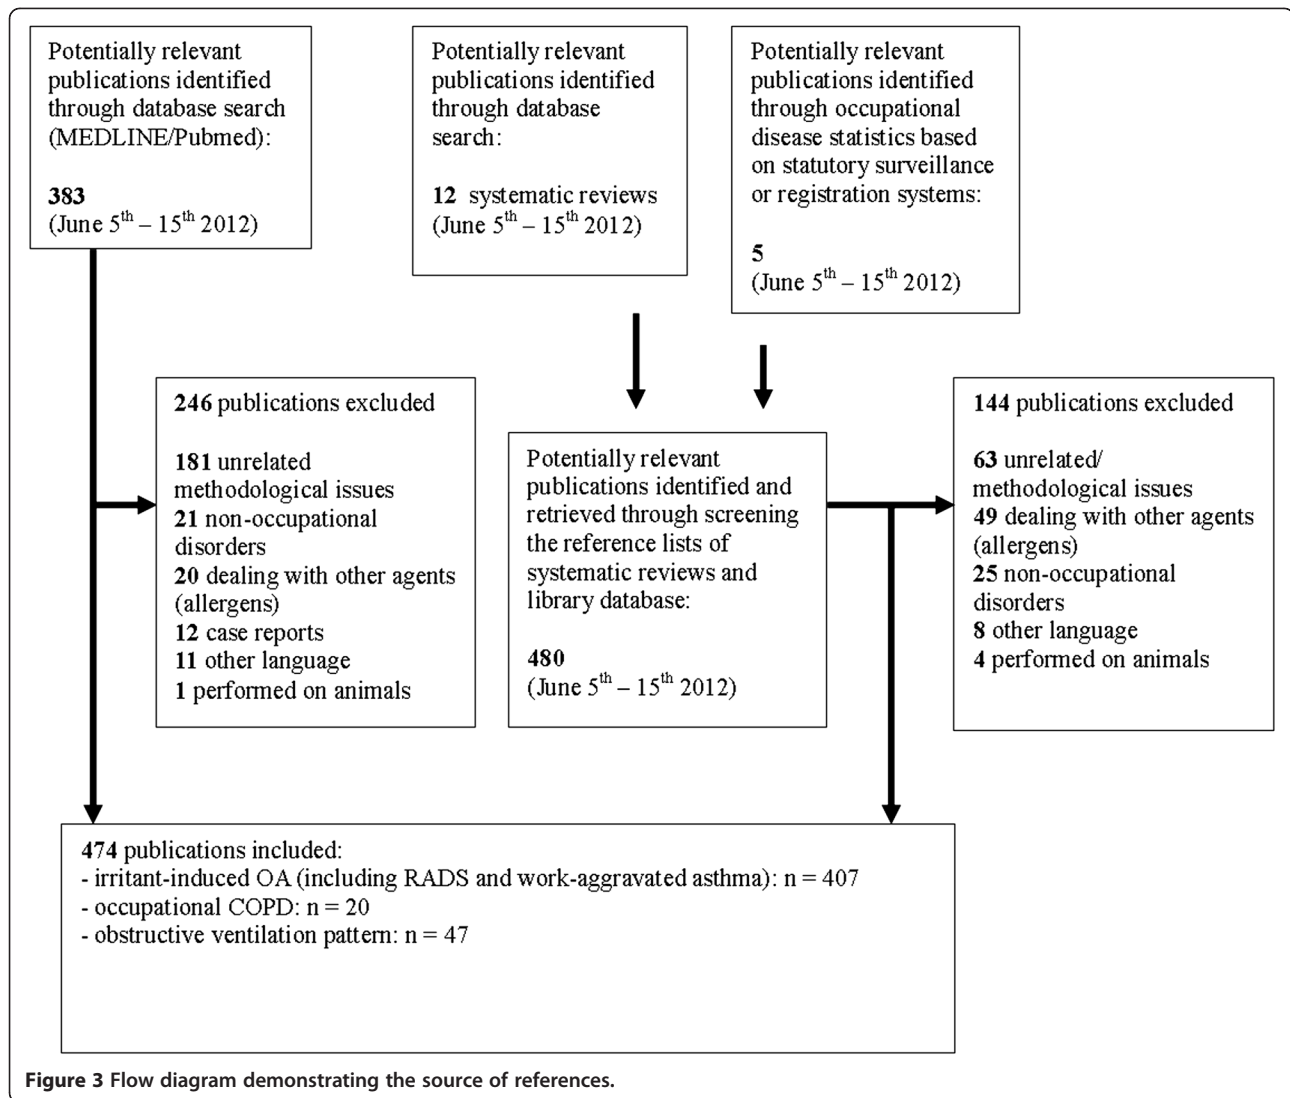 Potentially relevant
publications identified
through database search
(MEDLINE/Pubmed):
383
(June 5th – 15th 2012)
Potentially relevant
publications identified
through database
search:
12 systematic reviews
(June 5th – 15th 2012)
Potentially relevant
publications identified
through occupational
disease statistics based
on statutory surveillance
or registration systems:
5
(June 5th – 15th 2012)
246 publications excluded
181 unrelated
methodological issues
21 non-occupational
disorders
20 dealing with other agents
(allergens)
12 case reports
11 other language
1 performed on animals
Potentially relevant
publications identified and
retrieved through screening
the reference lists of
systematic reviews and
library database:
480
(June 5th – 15th 2012)
144 publications excluded
63 unrelated/
methodological issues
49 dealing with other agents
(allergens)
25 non-occupational
disorders
8 other language
4 performed on animals
474 publications included:
- irritant-induced OA (including RADS and work-aggravated asthma): n = 407
- occupational COPD: n = 20
- obstructive ventilation pattern: n = 47
Figure 3 Flow diagram demonstrating the source of references.